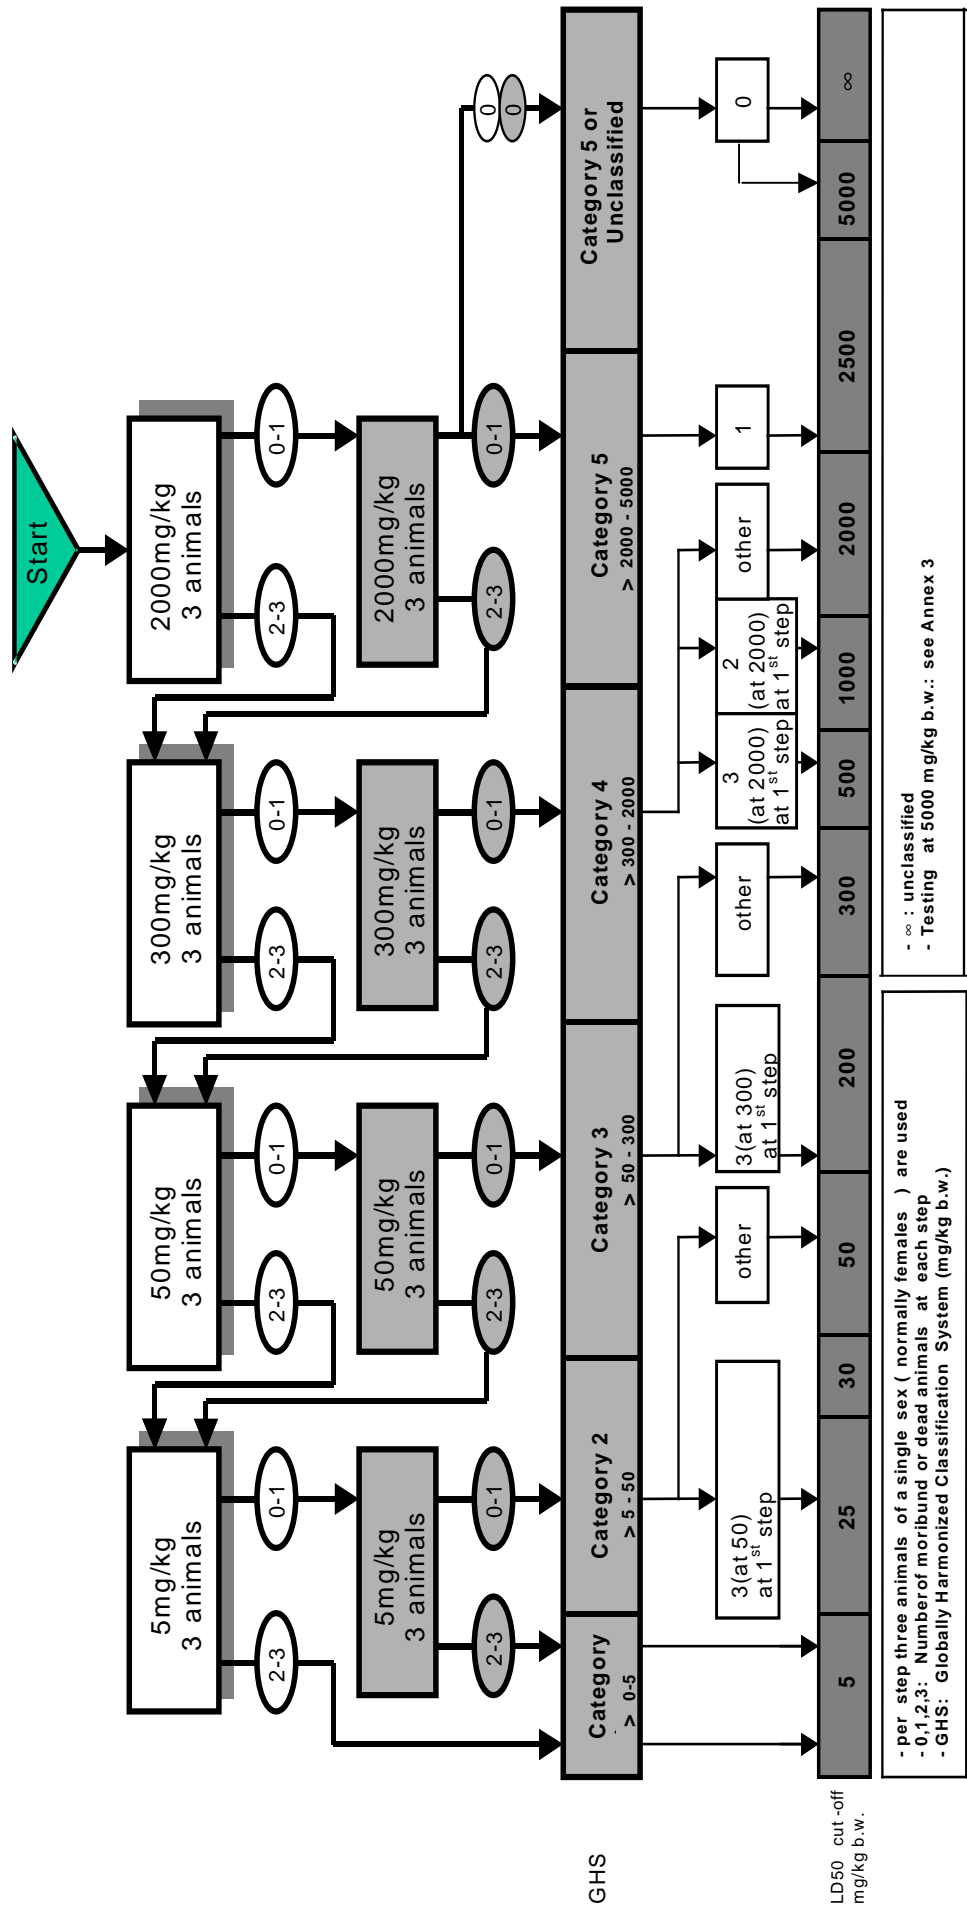 Start
5mg/kg
3 animals
50mg/kg
3 animals
300mg/kg
3 animals
2000mg/kg
3 animals
2-3
0-1
2-3
0-1
2-3
0-1
2-3
0-1
5mg/kg
3 animals
50mg/kg
3 animals
300mg/kg
3 animals
2000mg/kg
3 animals
2-3
0-1
2-3
0-1
2-3
0-1
2-3
0-1
0
0
GHS
Category
> 0-5
Category 2
> 5 - 50
Category 3
> 50 - 300
Category 4
> 300 - 2000
Category 5
> 2000 - 5000
Category 5 or
Unclassified
3(at 50)
at 1st step
other
3(at 300)
at 1st step
other
3
(at 2000)
at 1st step
2
(at 2000)
at 1st step
other
1
0
LD50 cut-off
mg/kg b.w.
5
25
30
50
200
300
500
1000
2000
2500
5000
∞
- per step three animals of a single sex ( normally females ) are used
- 0,1,2,3: Numberof moribund or dead animals at each step
- GHS: Globally Harmonized Classification System (mg/kg b.w.)
- ∞ : unclassified
- Testing at 5000 mg/kg b.w.: see Annex 3